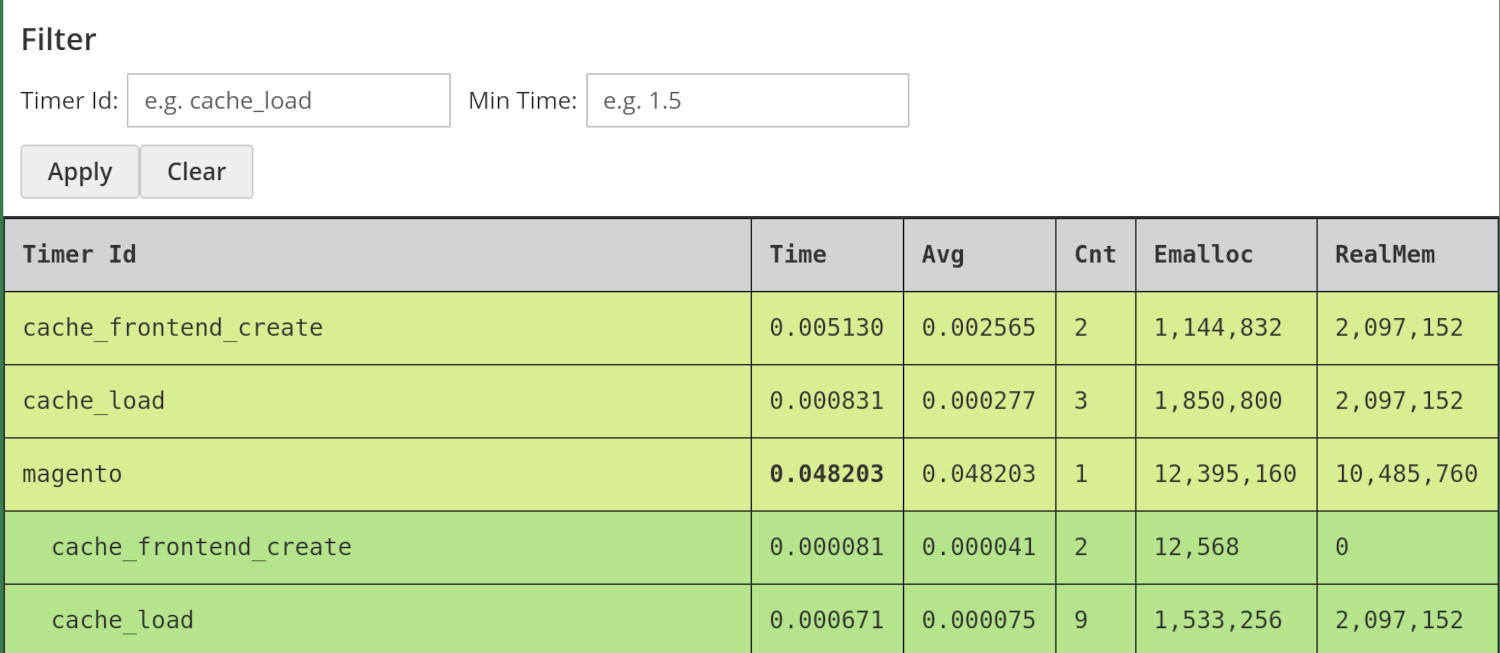 Filter
Timer Id: e.g. cache_load Min Time: e.g. 1.5
Apply Clear
Timer Id Time Avg Cnt Emalloc RealMem
cache_frontend_create 0.005130 0.002565 2 1,144,832 2,097,152
cache_load 0.000831 0.000277 3 1,850,800 2,097,152
magento 0.048203 0.048203 1 12,395,160 10,485,760
cache_frontend_create 0.000081 0.000041 2 12,568 0
cache_load 0.000671 0.000075 9 1,533,256 2,097,152